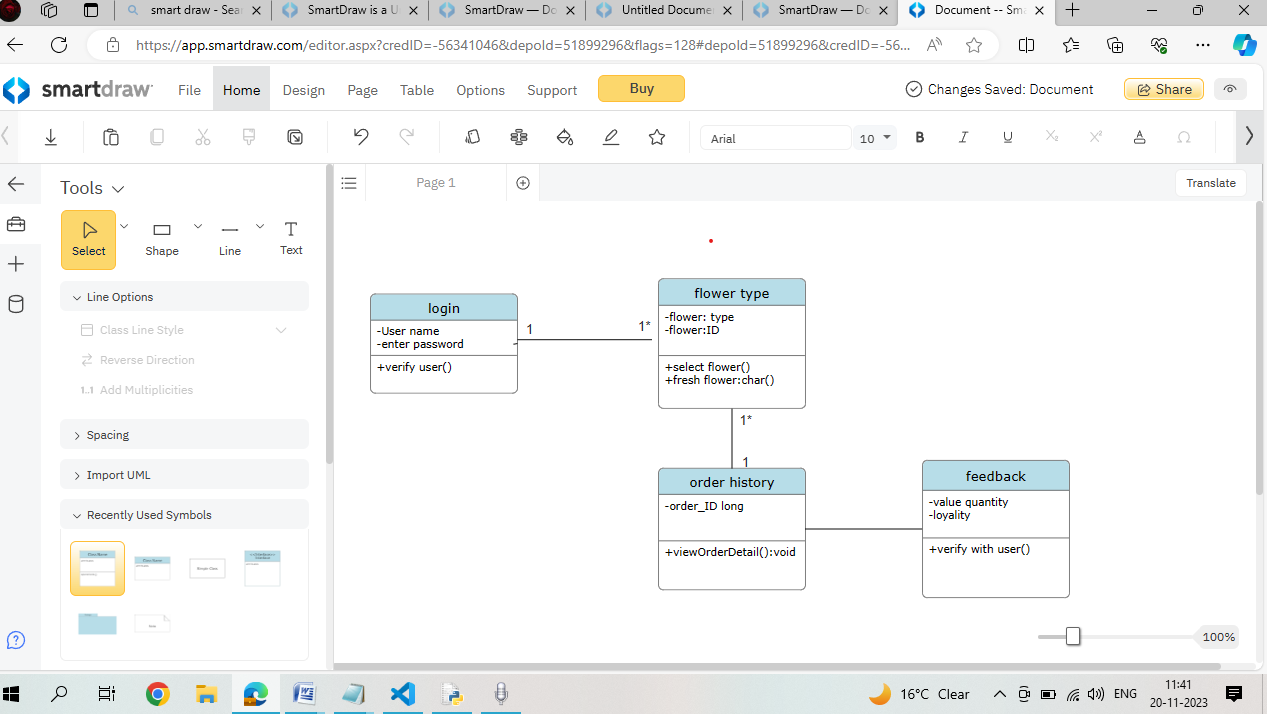 smart draw - Sea
SmartDraw is a U
SmartDraw — Do
Untitled Documen
SmartDraw — Do
Document -- Sma
https://app.smartdraw.com/editor.aspx?credID=-56341046&depoId=51899296&flags=128#depoId=51899296&credID=-56...
smartdraw
File Home Design Page Table Options Support Buy
Changes Saved: Document
Share
Arial
10
B I U X₂ X² A Ω
Tools
Page 1
Translate
Select Shape Line Text
Line Options
Class Line Style
Reverse Direction
1..1 Add Multiplicities
Spacing
Import UML
Recently Used Symbols
login
-User name
-enter password
+verify user()
1
1*
flower type
-flower: type
-flower:ID
+select flower()
+fresh flower:char()
1*
1
order history
-order_ID long
+viewOrderDetail():void
feedback
-value quantity
-loyality
+verify with user()
100%
16°C Clear
ENG
11:41
20-11-2023